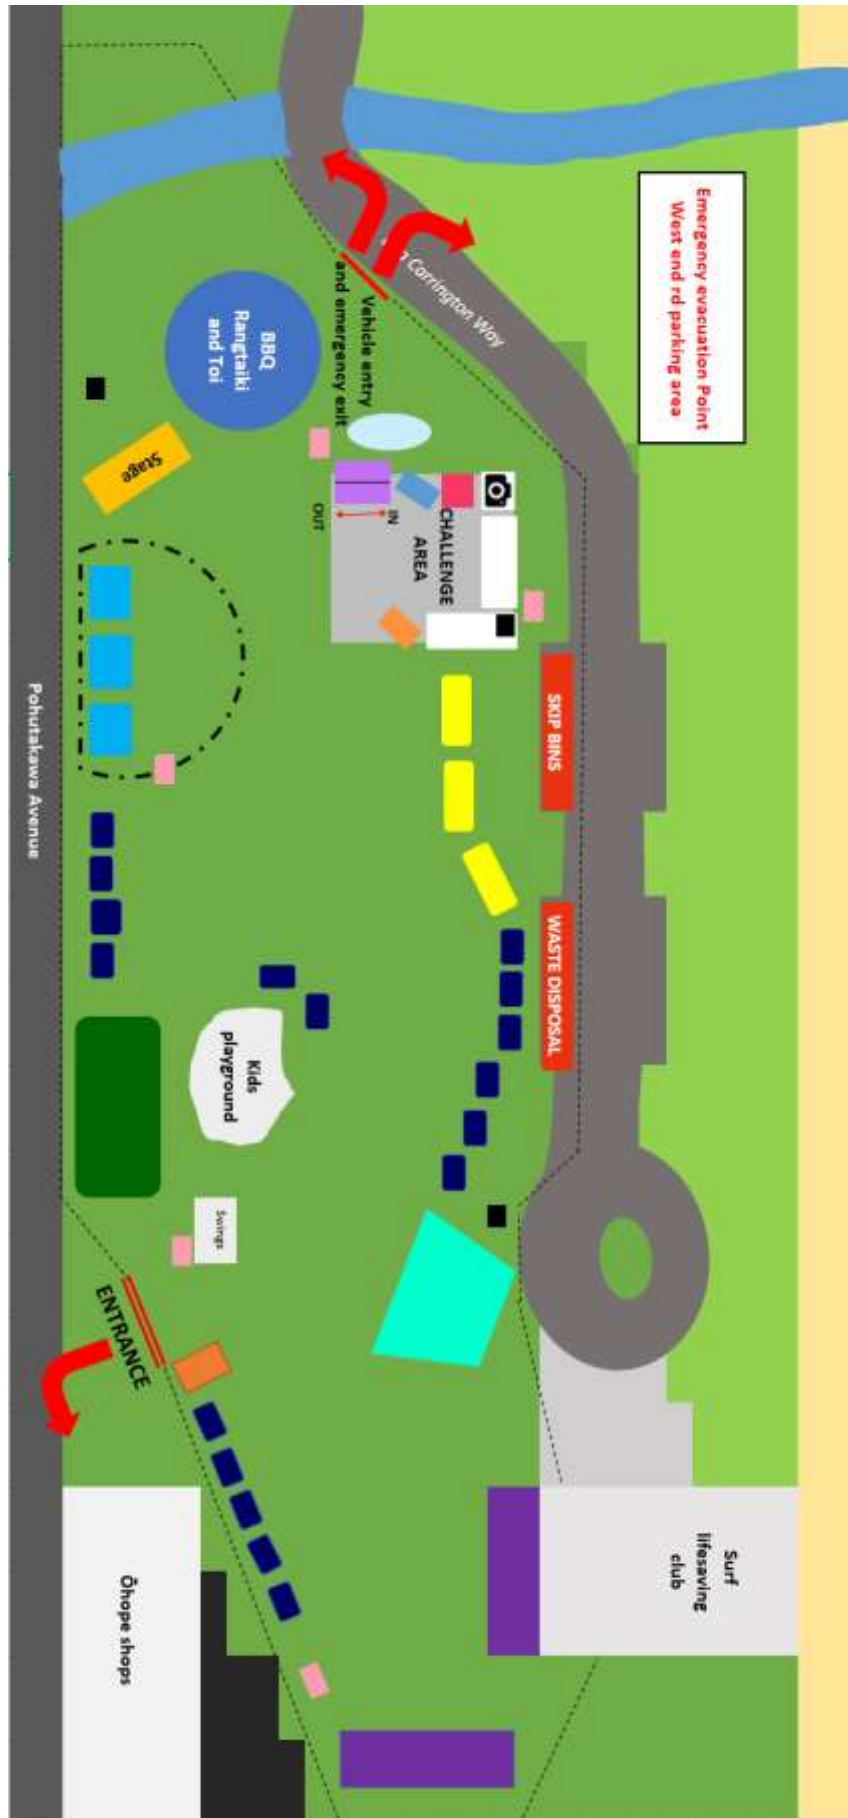 Emergency evacuation Point
West end rd parking area
Carrington Way
Vehicle entry
and emergency exit
BBQ
Rangtaiki
and Toi
Stage
IN
OUT
CHALLENGE
AREA
SKIP BINS
WASTE DISPOSAL
Pohutakawa Avenue
Kids
playground
Swings
ENTRANCE
Surf
lifesaving
club
Ōhope shops